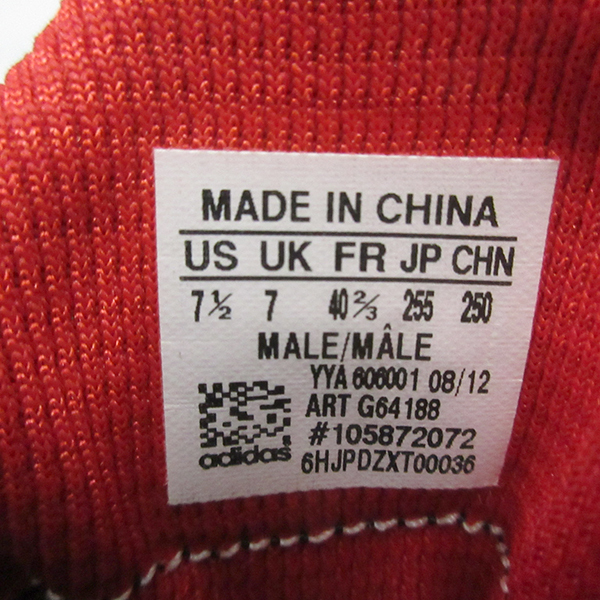 MADE IN CHINA
US UK FR JP CHN
7½ 7 40⅔ 255 250
MALE/MÂLE
YYA 606001 08/12
ART G64188
#105872072
adidas 6HJPDZXT00036